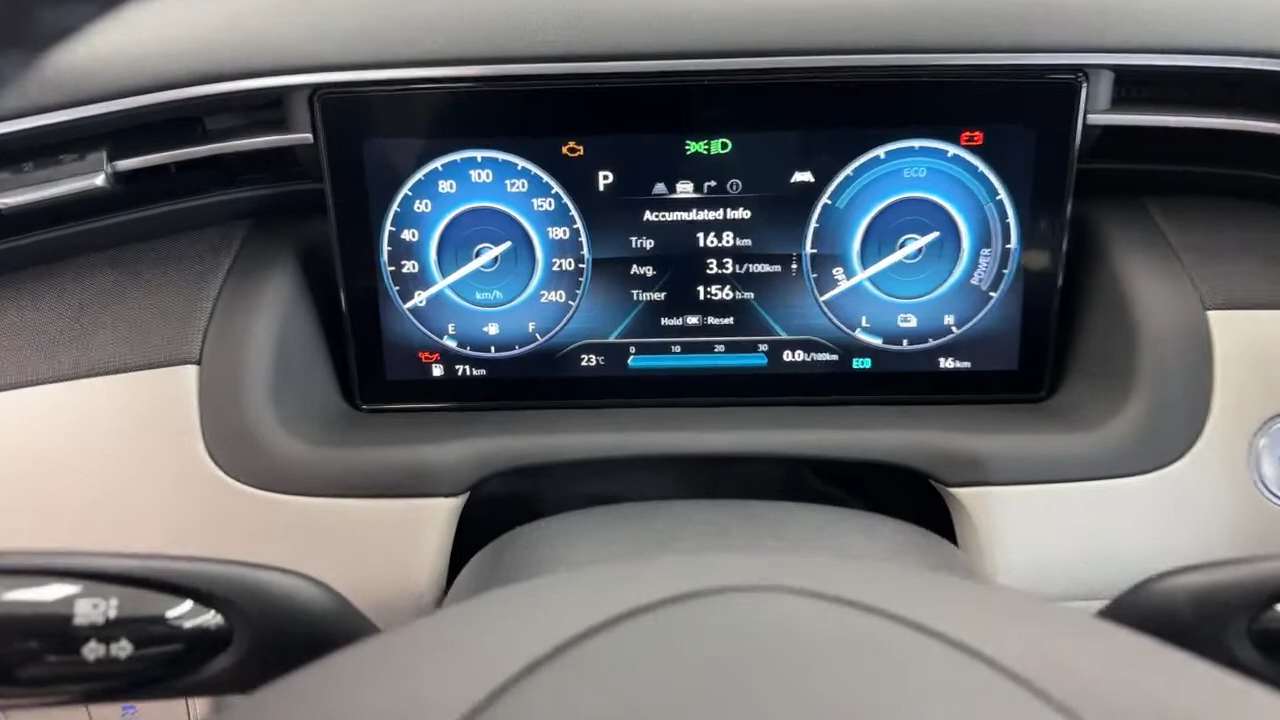 P
100
80
120
60
150
40
180
20
210
0
240
km/h
E
F
71 km
Accumulated Info
Trip 16.8 km
Avg. 3.3 L/100km
Timer 1:56 h:m
Hold OK : Reset
23°C
0 10 20 30
0.0 L/100km
ECO
POWER
OFF
L
H
ECO
16 km